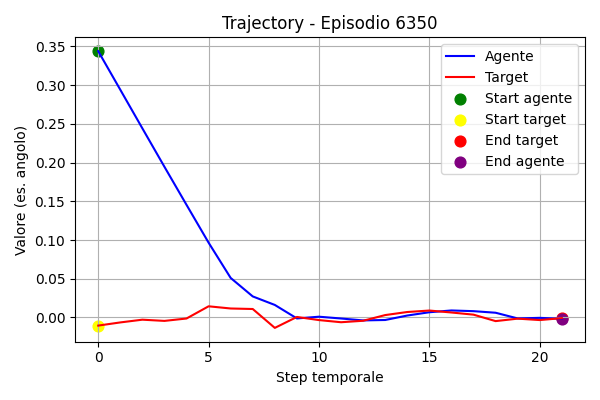 Trajectory - Episodio 6350
Valore (es. angolo)
0.35
0.30
0.25
0.20
0.15
0.10
0.05
0.00
Agente
Target
Start agente
Start target
End target
End agente
0 5 10 15 20
Step temporale